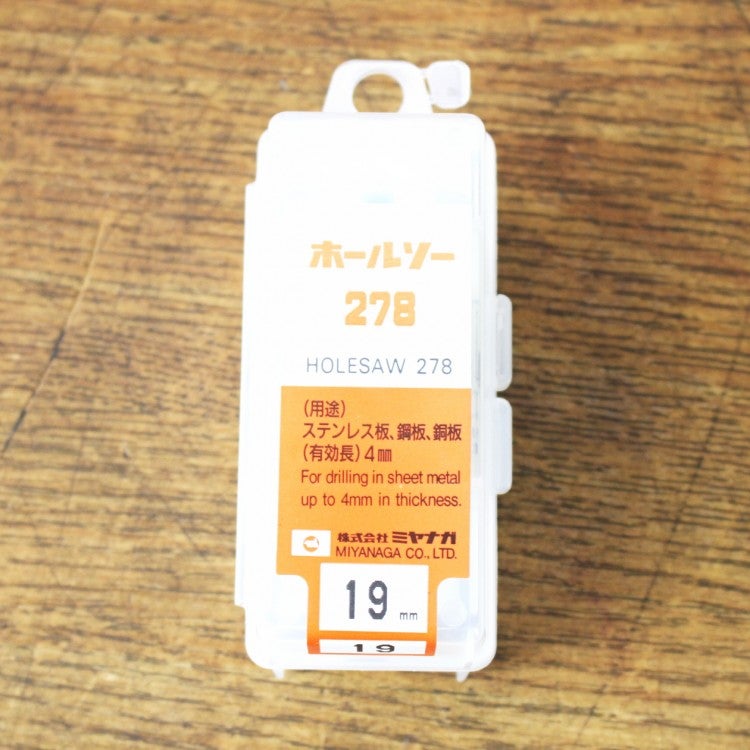 ホールソー
278
HOLESAW 278
(用途)
ステンレス板、鋼板、銅板
(有効長)4㎜
For drilling in sheet metal
up to 4mm in thickness.
株式会社 ミヤナガ
MIYANAGA CO., LTD.
19 mm
19